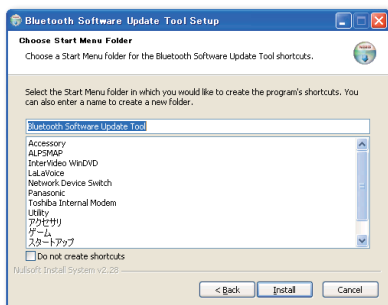 Bluetooth Software Update Tool Setup
Choose Start Menu Folder
Choose a Start Menu folder for the Bluetooth Software Update Tool shortcuts.
Select the Start Menu folder in which you would like to create the program's shortcuts. You
can also enter a name to create a new folder.
Bluetooth Software Update Tool
Accessory
ALPSMAP
InterVideo WinDVD
LaLaVoice
Network Device Switch
Panasonic
Toshiba Internal Modem
Utility
アクセサリ
ゲーム
スタートアップ
Do not create shortcuts
Nullsoft Install System v2.28
< Back
Install
Cancel